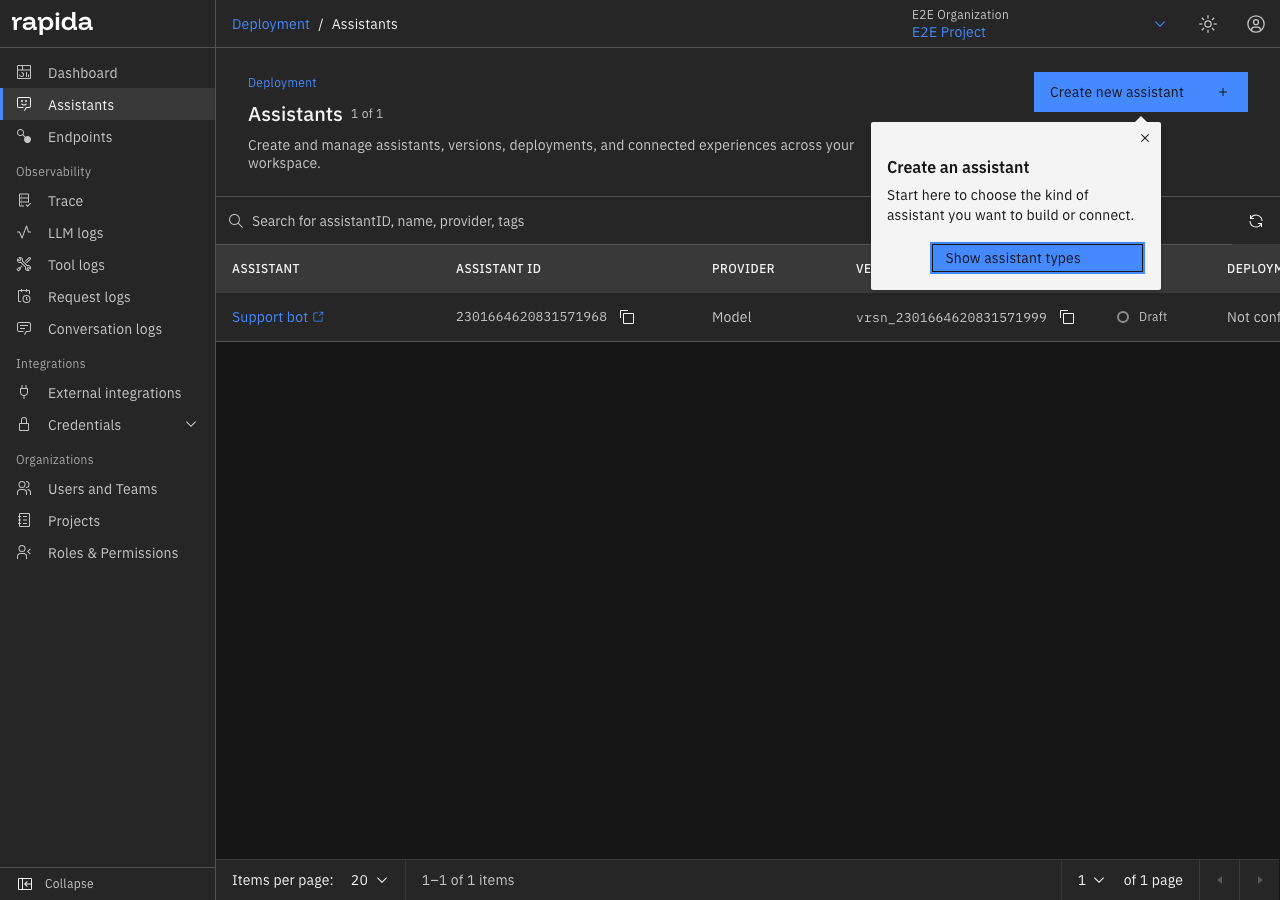 rapida
Deployment / Assistants
E2E Organization
E2E Project
Dashboard
Assistants
Endpoints
Observability
Trace
LLM logs
Tool logs
Request logs
Conversation logs
Integrations
External integrations
Credentials
Organizations
Users and Teams
Projects
Roles & Permissions
Collapse
Deployment
Assistants 1 of 1
Create and manage assistants, versions, deployments, and connected experiences across your
workspace.
Create new assistant
Create an assistant
Start here to choose the kind of
assistant you want to build or connect.
Show assistant types
Search for assistantID, name, provider, tags
ASSISTANT ASSISTANT ID PROVIDER VE DEPLOYM
Support bot 2301664620831571968 Model vrsn_2301664620831571999 Draft Not conf
Items per page: 20 1–1 of 1 items 1 of 1 page